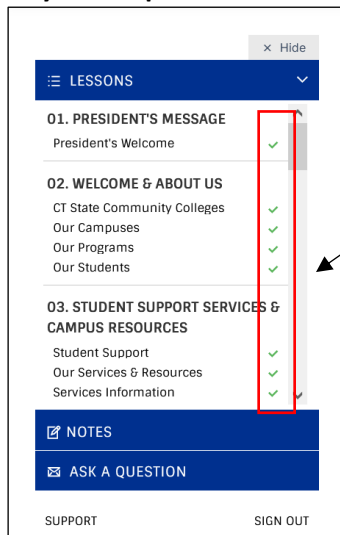 × Hide
LESSONS
01. PRESIDENT'S MESSAGE
President's Welcome
02. WELCOME & ABOUT US
CT State Community Colleges
Our Campuses
Our Programs
Our Students
03. STUDENT SUPPORT SERVICES &
CAMPUS RESOURCES
Student Support
Our Services & Resources
Services Information
NOTES
ASK A QUESTION
SUPPORT SIGN OUT